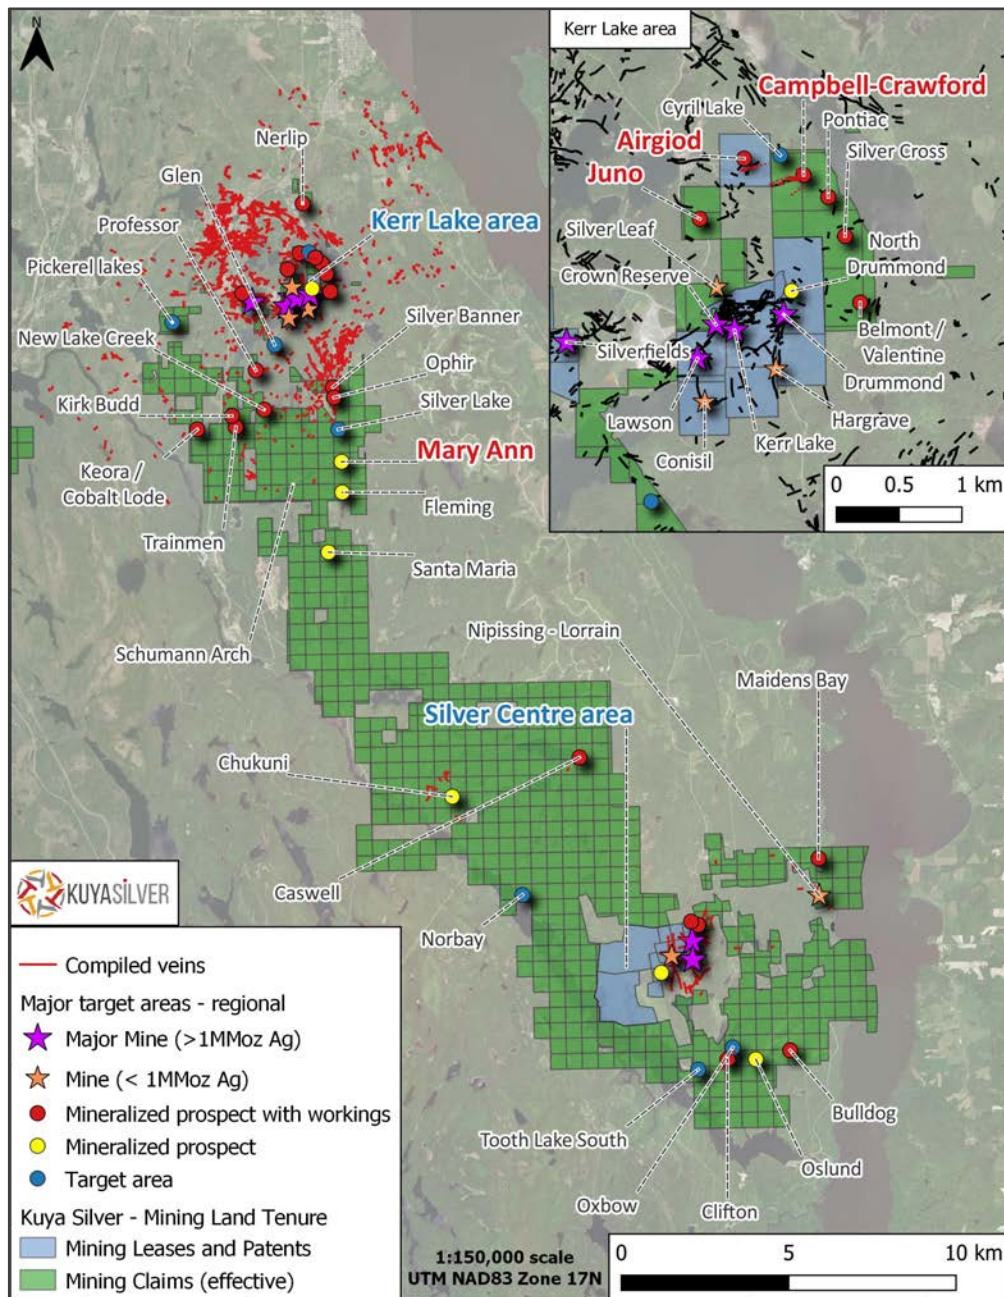 N
Nerlip
Glen
Professor
Pickerel lakes
New Lake Creek
Kirk Budd
Keora /
Cobalt Lode
Trainmen
Schumann Arch
Kerr Lake area
Silver Banner
Ophir
Silver Lake
Mary Ann
Fleming
Santa Maria
Nipissing - Lorrain
Maidens Bay
Silver Centre area
Chukuni
Caswell
Norbay
Tooth Lake South
Oxbow
Clifton
Oslund
Bulldog
Kerr Lake area
Campbell-Crawford
Cyril Lake
Pontiac
Airgiod
Silver Cross
Juno
Silver Leaf
North
Drummond
Crown Reserve
Silverfields
Belmont /
Valentine
Drummond
Lawson
Hargrave
Kerr Lake
Conisil
0 0.5 1 km
KUYASILVER
Compiled veins
Major target areas - regional
Major Mine (>1MMoz Ag)
Mine (< 1MMoz Ag)
Mineralized prospect with workings
Mineralized prospect
Target area
Kuya Silver - Mining Land Tenure
Mining Leases and Patents
Mining Claims (effective)
1:150,000 scale
UTM NAD83 Zone 17N
0 5 10 km